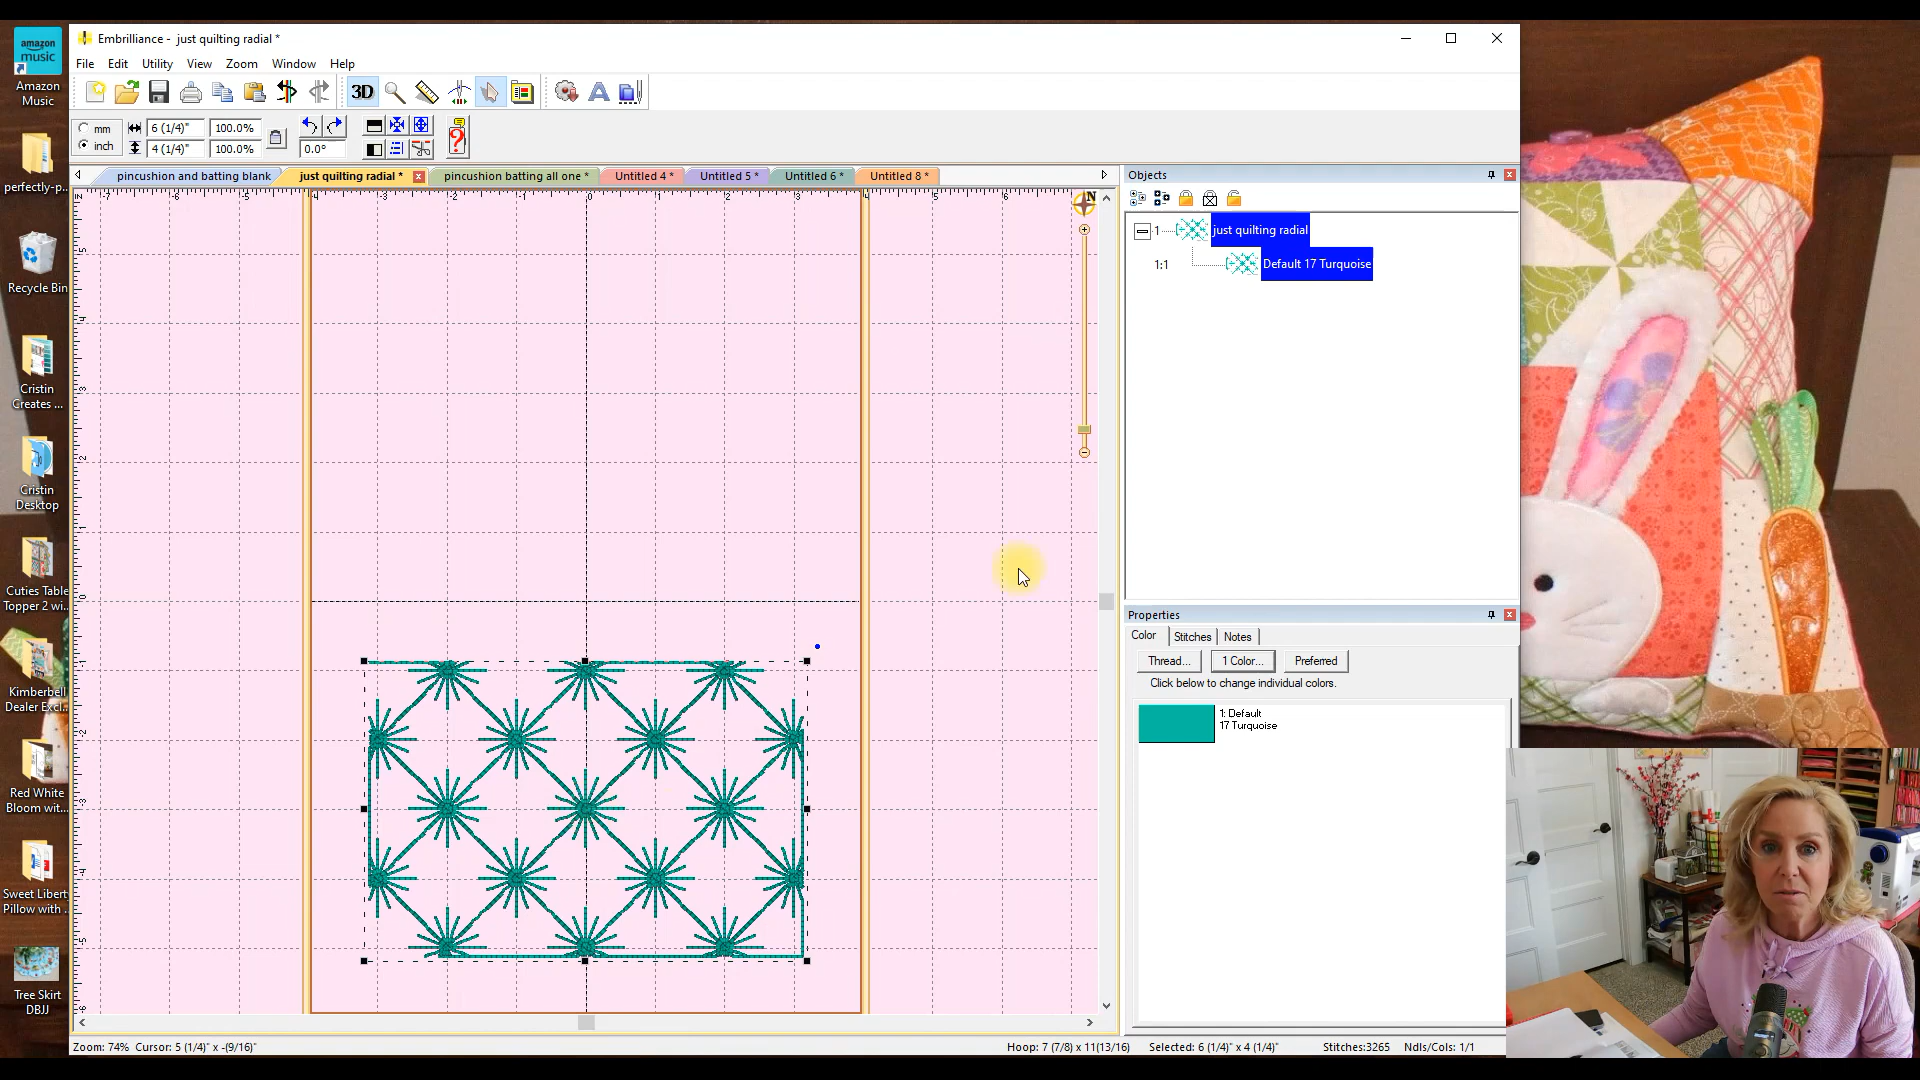 amazon
music
Amazon
Music
perfectly-p...
Recycle Bin
Cristin
Creates ...
Cristin
Desktop
Cuties Table
Topper 2 wi...
Kimberbell
Dealer Excl...
Red White
Bloom wit...
Sweet Liberty
Pillow with ...
Tree Skirt
DBJJ
Embrilliance - just quilting radial *
File Edit Utility View Zoom Window Help
3D
mm
inch
6 (1/4)" 100.0%
4 (1/4)" 100.0%
0.0°
pincushion and batting blank just quilting radial * pincushion batting all one * Untitled 4 * Untitled 5 * Untitled 6 * Untitled 8 *
N
Objects
1 just quilting radial
1:1 Default 17 Turquoise
Properties
Color Stitches Notes
Thread... 1 Color... Preferred
Click below to change individual colors.
1: Default
17 Turquoise
Zoom: 74% Cursor: 5 (1/4)" x -(9/16)" Hoop: 7 (7/8) x 11(13/16) Selected: 6 (1/4)" x 4 (1/4)" Stitches:3265 Ndls/Cols: 1/1